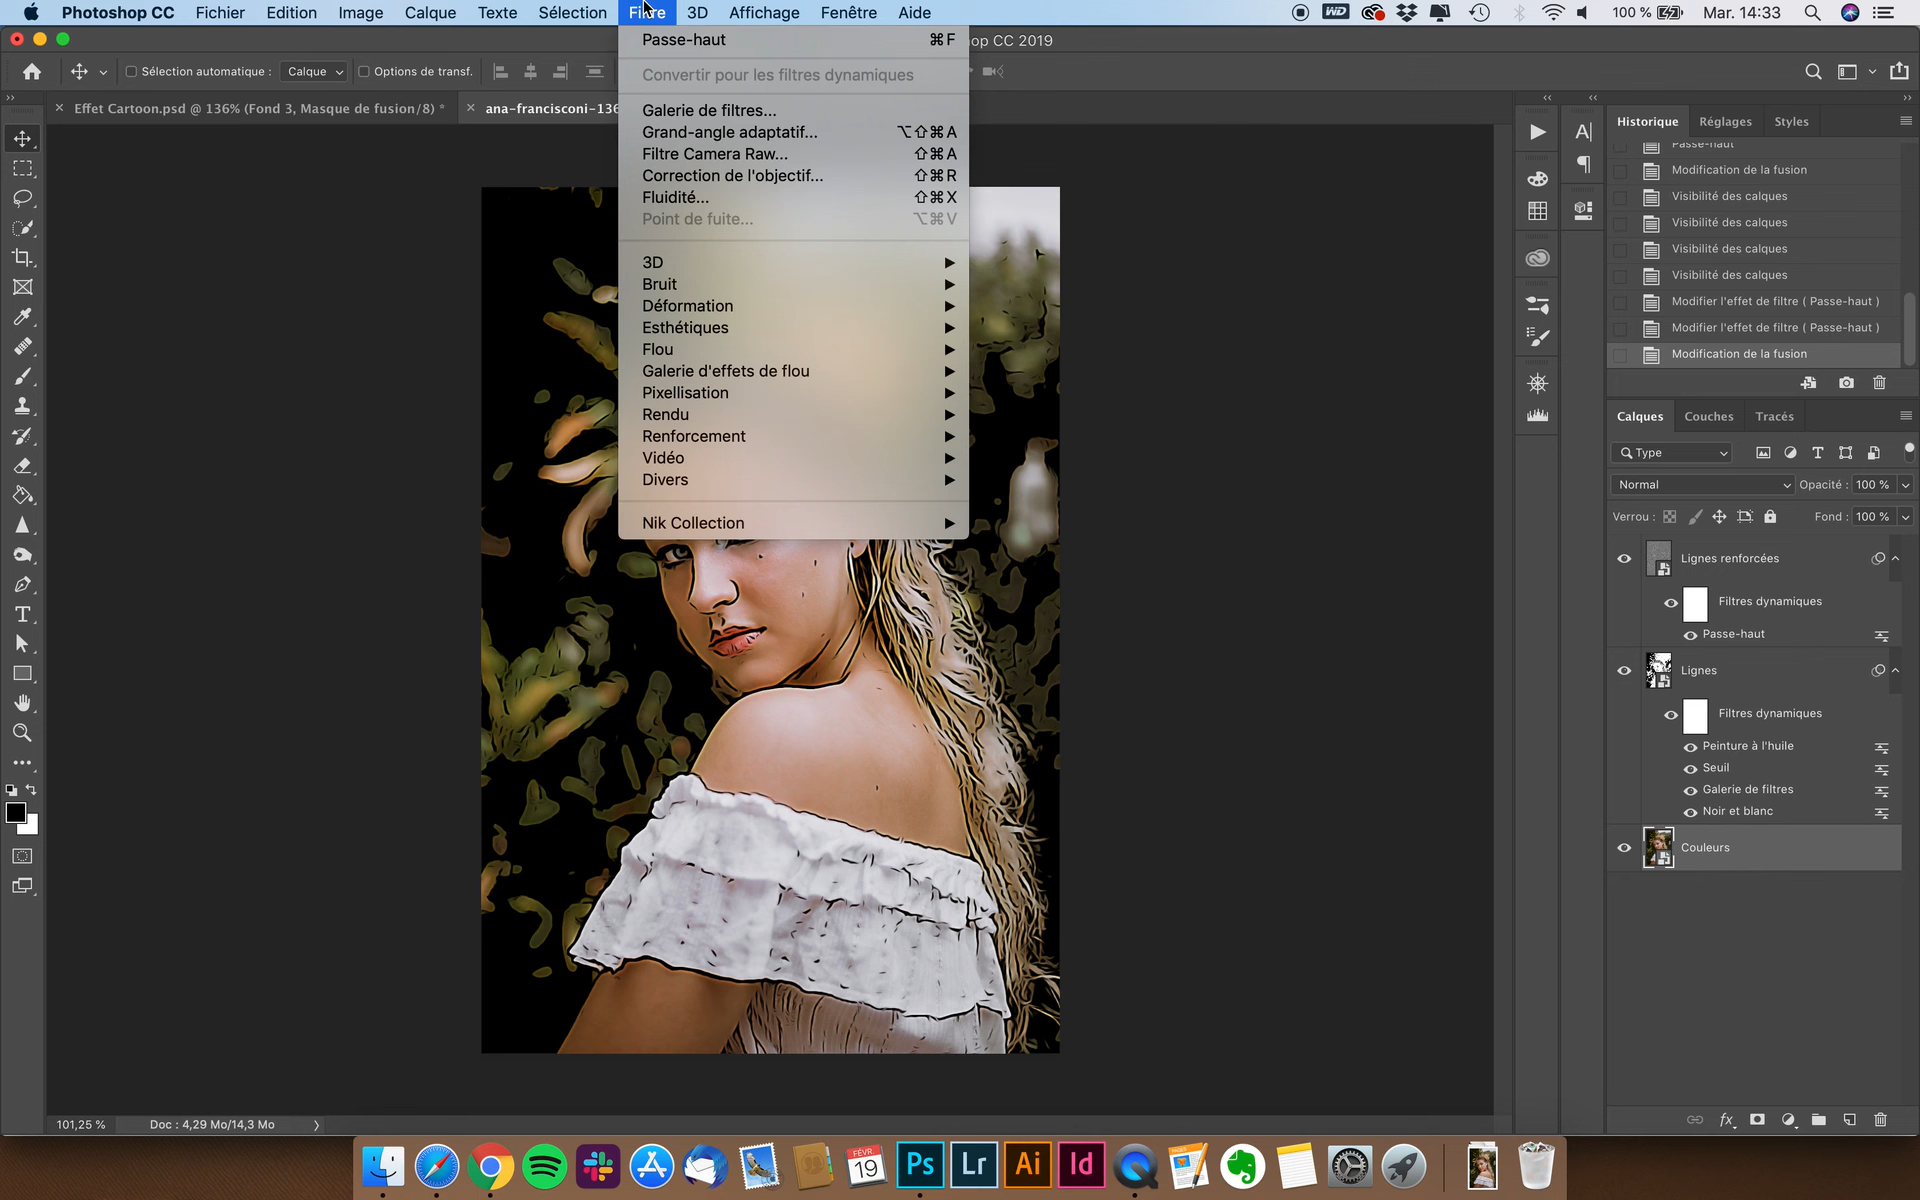 Photoshop CC Fichier Edition Image Calque Texte Sélection Filtre 3D Affichage Fenêtre Aide WD 100 % Mar. 14:33
op CC 2019
Sélection automatique : Calque Options de transf.
Effet Cartoon.psd @ 136% (Fond 3, Masque de fusion/8) *
ana-francisconi-136
Passe-haut ⌘F
Convertir pour les filtres dynamiques
Galerie de filtres...
Grand-angle adaptatif... ⌥⇧⌘A
Filtre Camera Raw... ⇧⌘A
Correction de l'objectif... ⇧⌘R
Fluidité... ⇧⌘X
Point de fuite... ⌥⌘V
3D
Bruit
Déformation
Esthétiques
Flou
Galerie d'effets de flou
Pixellisation
Rendu
Renforcement
Vidéo
Divers
Nik Collection
Historique Réglages Styles
Passe-haut
Modification de la fusion
Visibilité des calques
Visibilité des calques
Visibilité des calques
Visibilité des calques
Modifier l'effet de filtre ( Passe-haut )
Modifier l'effet de filtre ( Passe-haut )
Modification de la fusion
Calques Couches Tracés
Type
Normal Opacité : 100 %
Verrou : Fond : 100 %
Lignes renforcées
Filtres dynamiques
Passe-haut
Lignes
Filtres dynamiques
Peinture à l'huile
Seuil
Galerie de filtres
Noir et blanc
Couleurs
fx
101,25 % Doc : 4,29 Mo/14,3 Mo
FÉVR. 19
Ps Lr Ai Id